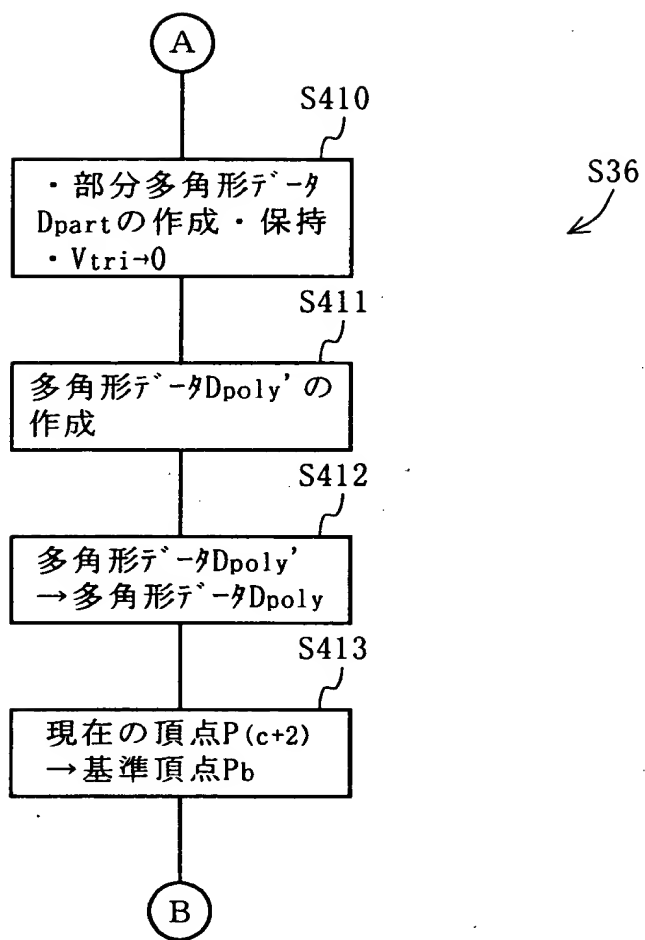 A
S410
S36
・部分多角形ﾃﾞｰﾀ
Dpartの作成・保持
・Vtri→0
S411
多角形ﾃﾞｰﾀDpoly'の
作成
S412
多角形ﾃﾞｰﾀDpoly'
→多角形ﾃﾞｰﾀDpoly
S413
現在の頂点P(c+2)
→基準頂点Pb
B